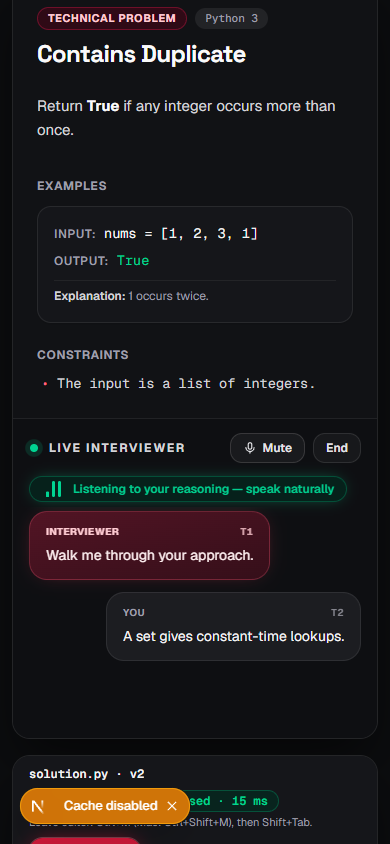 TECHNICAL PROBLEM Python 3
Contains Duplicate
Return True if any integer occurs more than
once.
EXAMPLES
INPUT: nums = [1, 2, 3, 1]
OUTPUT: True
Explanation: 1 occurs twice.
CONSTRAINTS
• The input is a list of integers.
LIVE INTERVIEWER Mute End
Listening to your reasoning — speak naturally
INTERVIEWER T1
Walk me through your approach.
YOU T2
A set gives constant-time lookups.
solution.py · v2
Cache disabled
· 15 ms
then Shift+Tab.